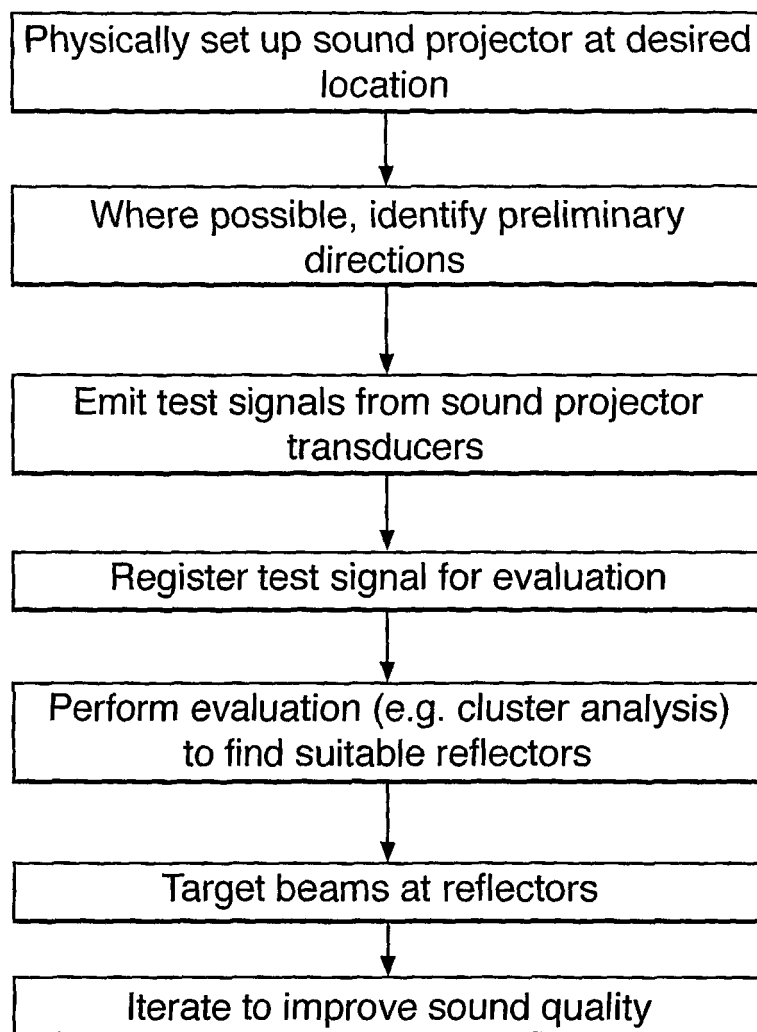 Physically set up sound projector at desired
location
Where possible, identify preliminary
directions
Emit test signals from sound projector
transducers
Register test signal for evaluation
Perform evaluation (e.g. cluster analysis)
to find suitable reflectors
Target beams at reflectors
Iterate to improve sound quality